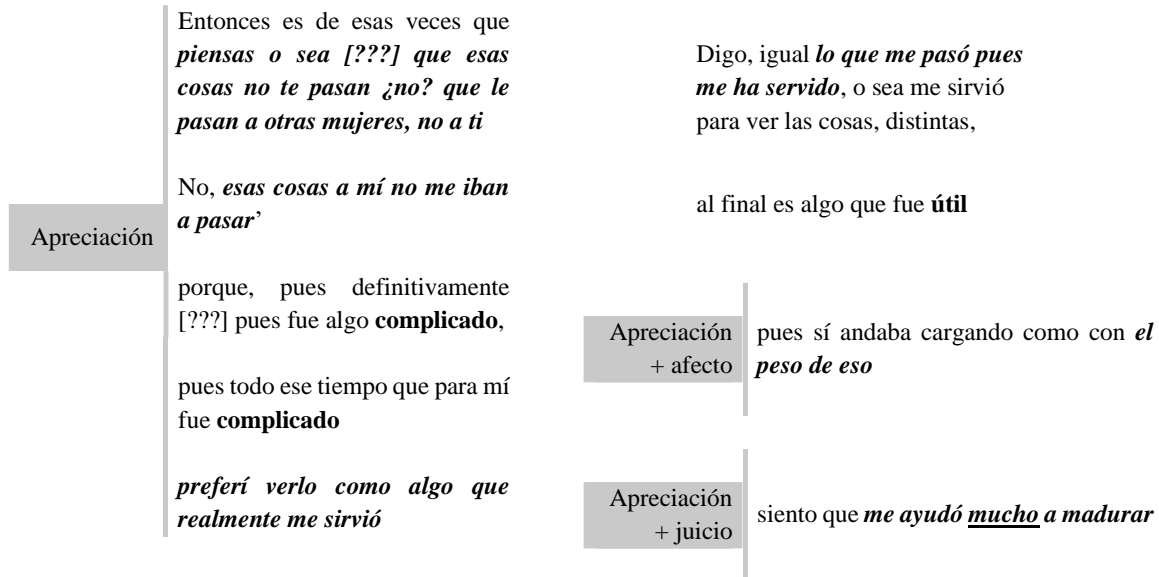 Apreciación
Entonces es de esas veces que
piensas o sea [???] que esas
cosas no te pasan ¿no? que le
pasan a otras mujeres, no a ti
No, esas cosas a mí no me iban
a pasar’
porque, pues definitivamente
[???] pues fue algo complicado,
pues todo ese tiempo que para mí
fue complicado
preferí verlo como algo que
realmente me sirvió
Digo, igual lo que me pasó pues
me ha servido, o sea me sirvió
para ver las cosas, distintas,
al final es algo que fue útil
Apreciación
+ afecto
pues sí andaba cargando como con el
peso de eso
Apreciación
+ juicio
siento que me ayudó mucho a madurar